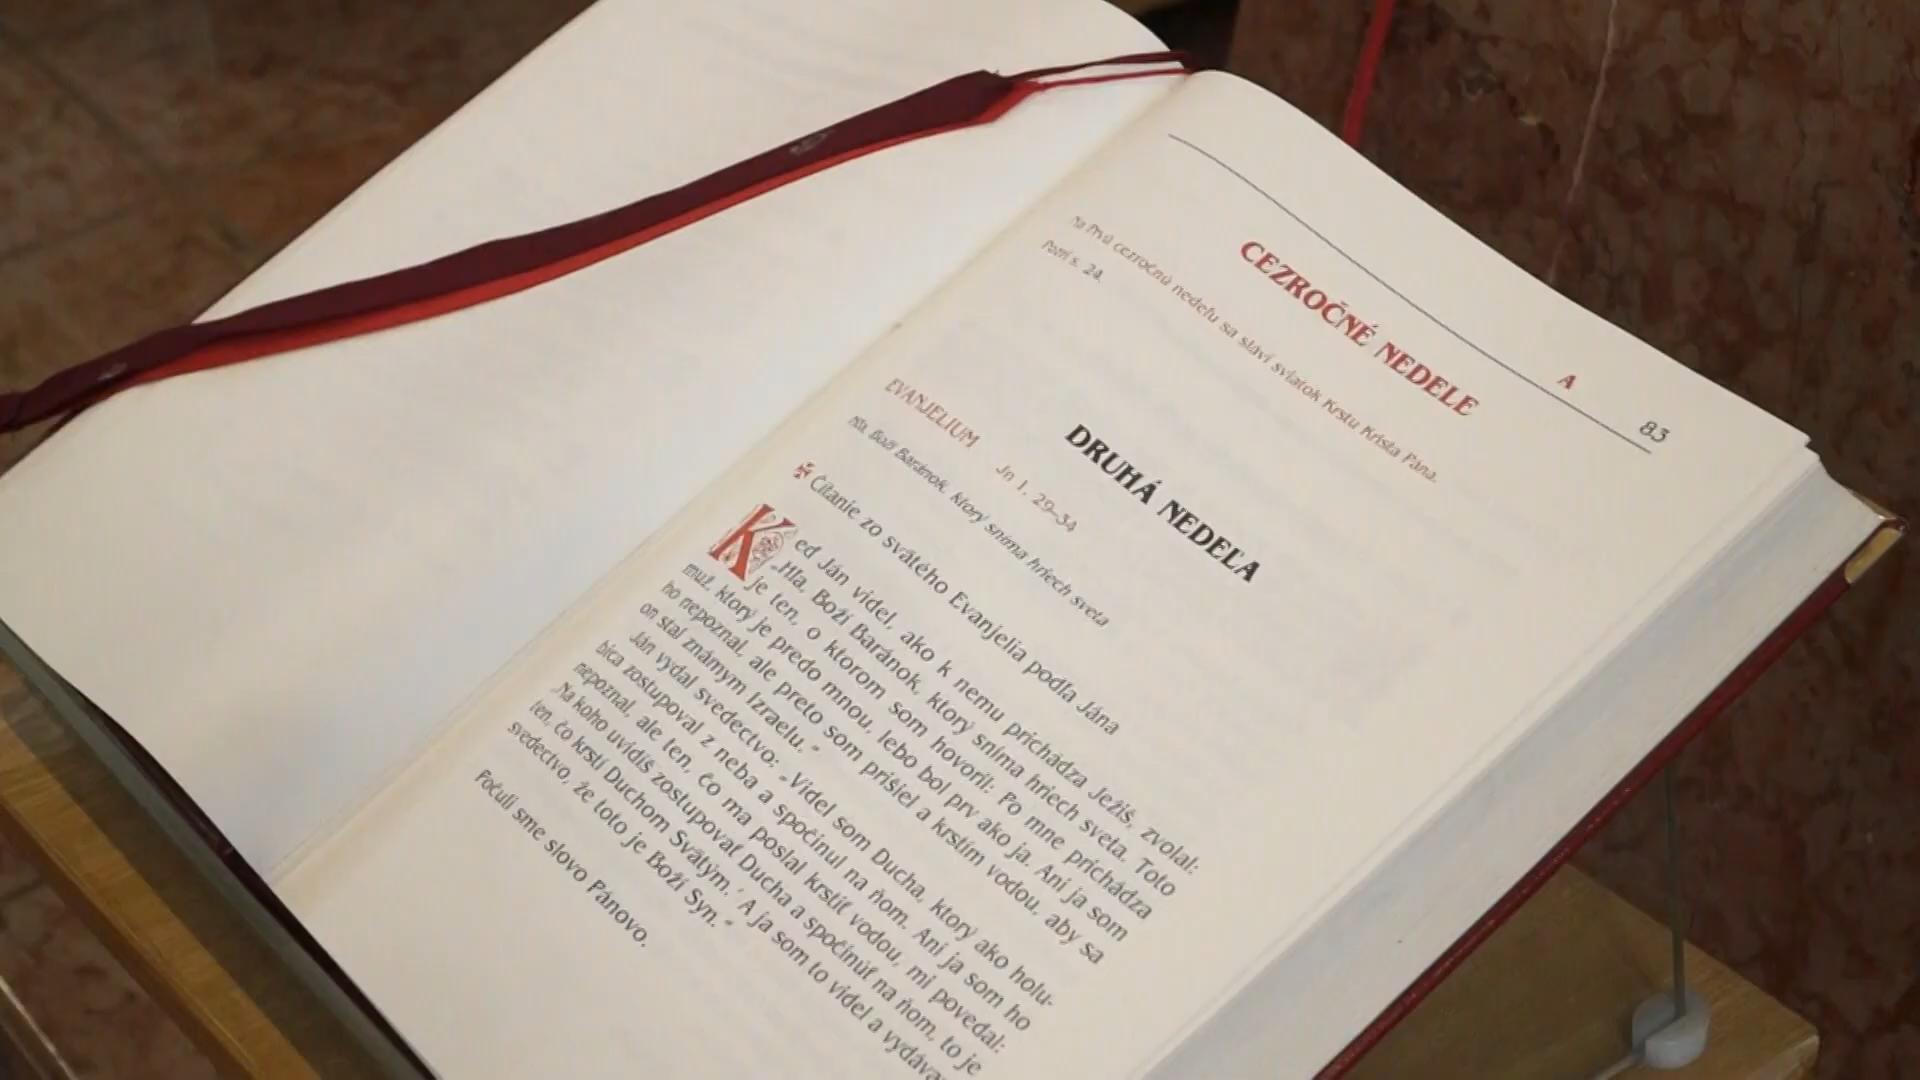 A
83
CEZROČNÉ NEDELE
Na Prvú cezročnú nedeľu sa slávi sviatok Krstu Krista Pána.
Pozri s. 24.
DRUHÁ NEDEĽA
EVANJELIUM
Jn 1, 29–34
Hľa, Boží Baránok, ktorý sníma hriech sveta
✠ Čítanie zo svätého Evanjelia podľa Jána
Keď Ján videl, ako k nemu prichádza Ježiš, zvolal:
„Hľa, Boží Baránok, ktorý sníma hriech sveta. Toto
je ten, o ktorom som hovoril: Po mne prichádza
muž, ktorý je predo mnou, lebo bol prv ako ja. Ani ja som
ho nepoznal, ale preto som prišiel a krstím vodou, aby sa
on stal známym Izraelu.“
Ján vydal svedectvo: „Videl som Ducha, ktorý ako holu-
bica zostupoval z neba a spočinul na ňom. Ani ja som ho
nepoznal, ale ten, čo ma poslal krstiť vodou, mi povedal:
‚Na koho uvidíš zostupovať Ducha a spočinúť na ňom, to je
ten, čo krstí Duchom Svätým.‘ A ja som to videl a vydáva
svedectvo, že toto je Boží Syn.“
Počuli sme slovo Pánovo.